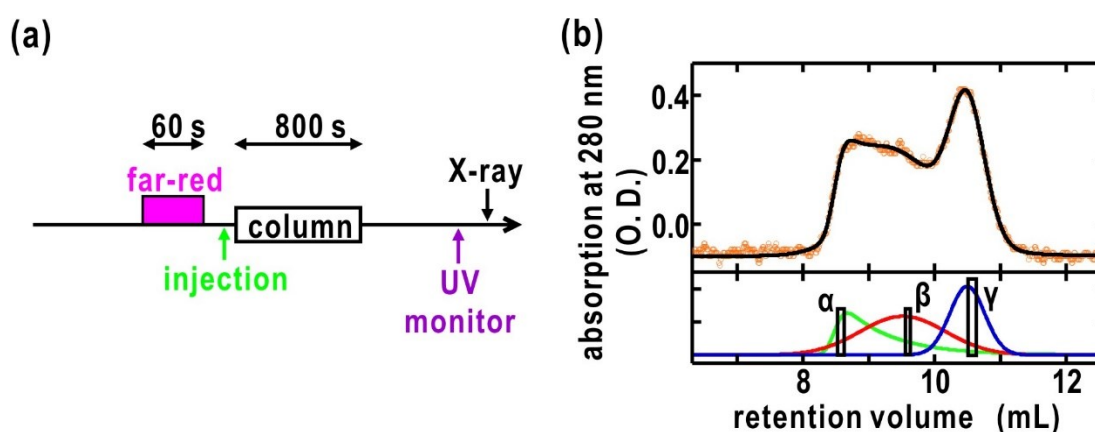 (a)
60 s
800 s
far-red
X-ray
column
injection
UV
monitor
(b)
absorption at 280 nm
(O. D.)
0.4
0.2
0.0
α
β
γ
8
10
12
retention volume (mL)